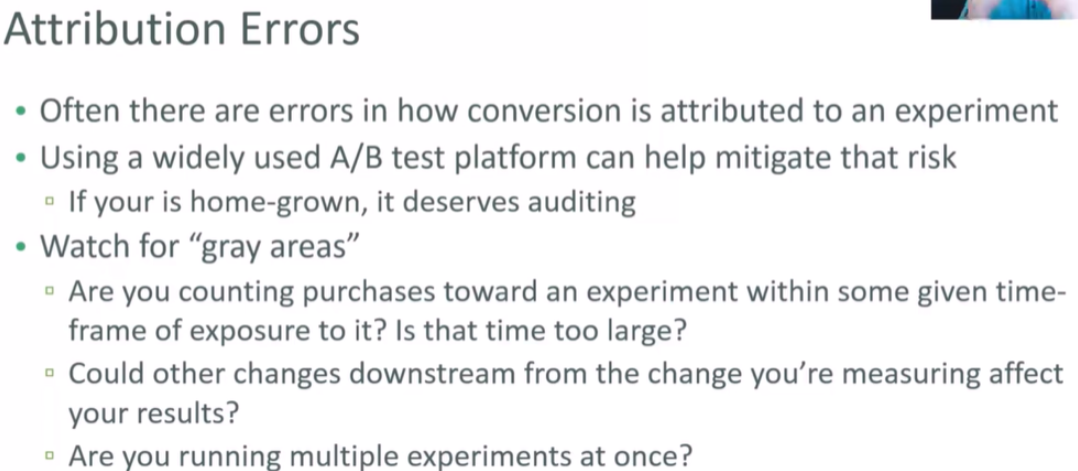 Attribution Errors
• Often there are errors in how conversion is attributed to an experiment
• Using a widely used A/B test platform can help mitigate that risk
▫ If your is home-grown, it deserves auditing
• Watch for “gray areas”
▫ Are you counting purchases toward an experiment within some given time-
frame of exposure to it? Is that time too large?
▫ Could other changes downstream from the change you’re measuring affect
your results?
▫ Are you running multiple experiments at once?